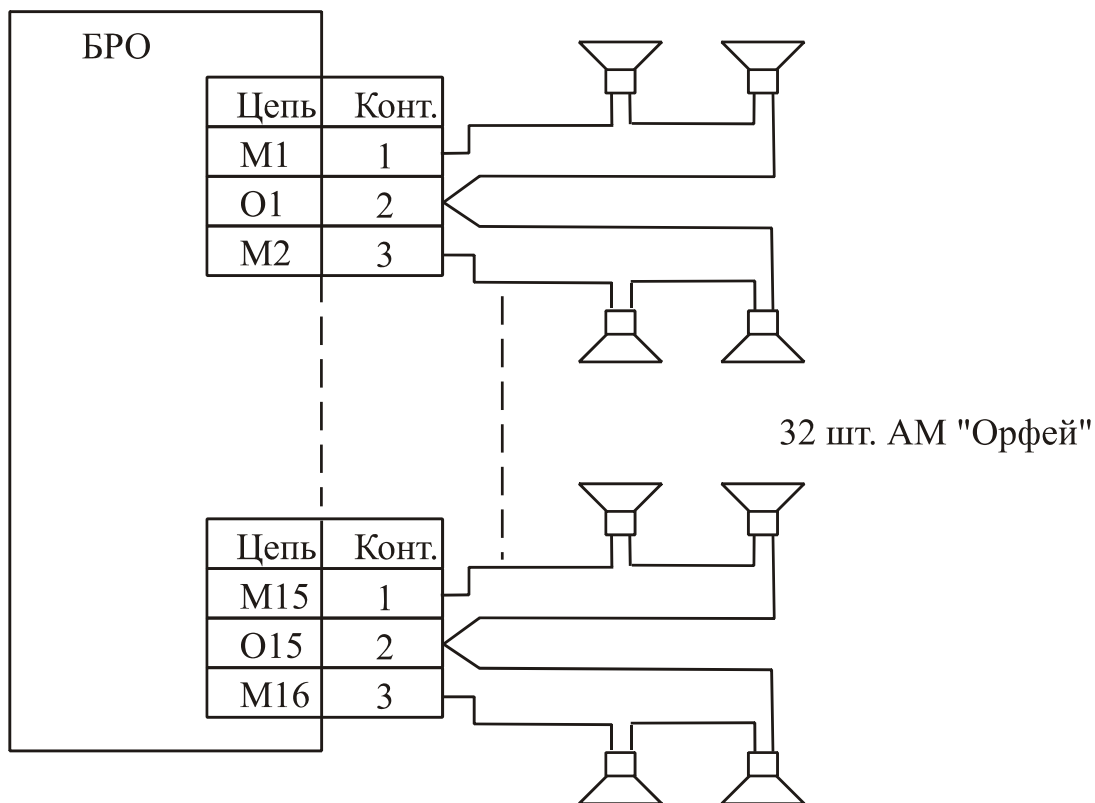 БРО
Цепь Конт.
М1 1
О1 2
М2 3
32 шт. АМ "Орфей"
Цепь Конт.
М15 1
О15 2
М16 3